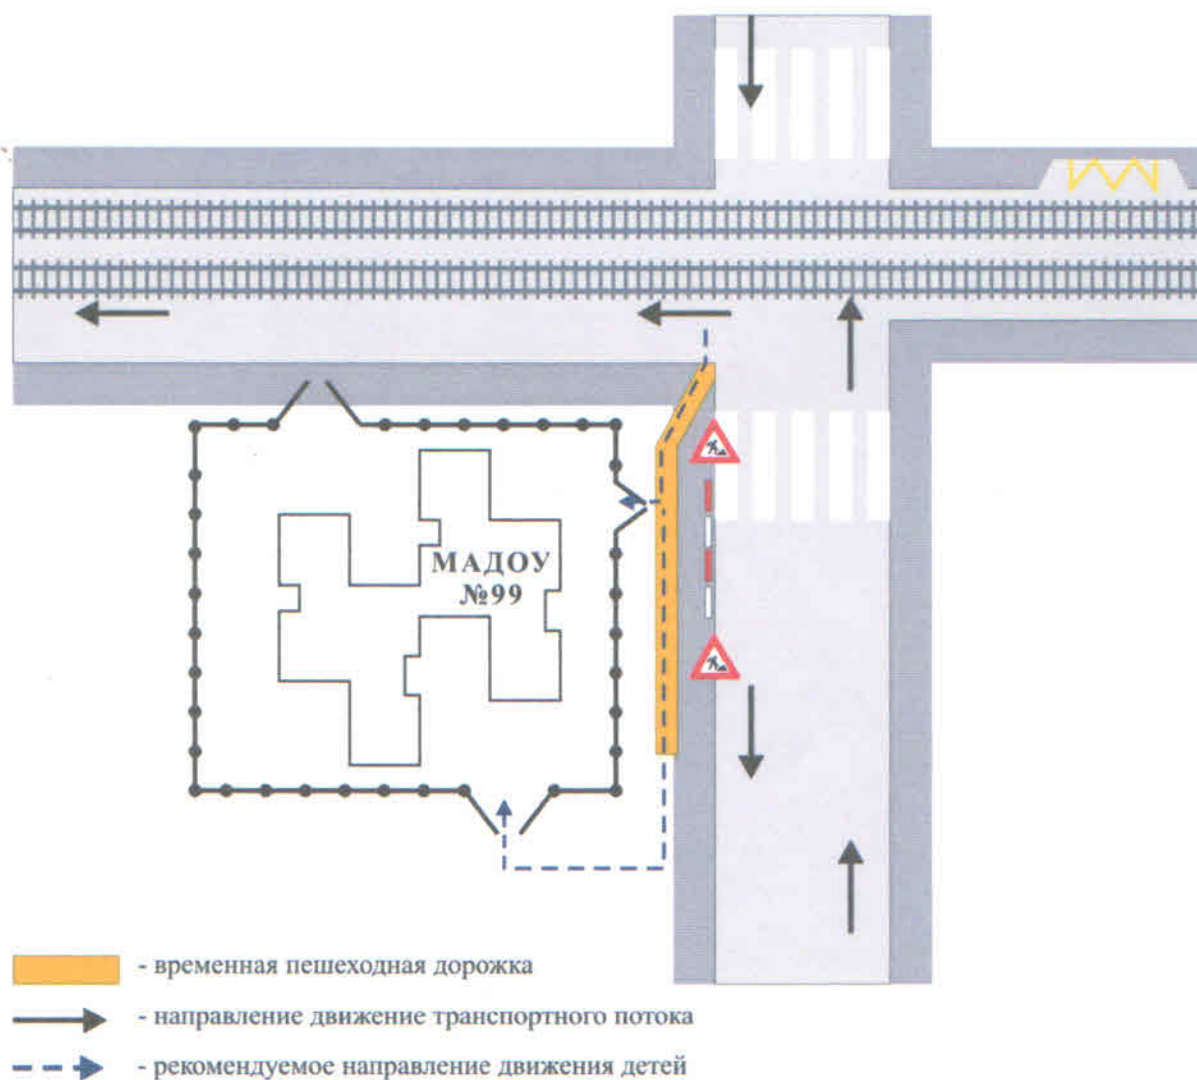 МАДОУ
№99
- временная пешеходная дорожка
- направление движение транспортного потока
- рекомендуемое направление движения детей